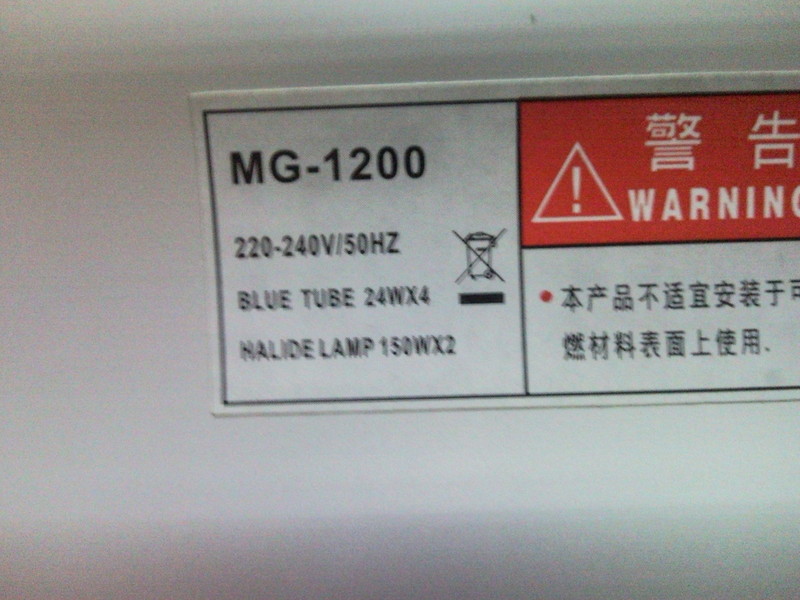 MG-1200
220-240V/50HZ
BLUE TUBE 24WX4
HALIDE LAMP 150WX2
警告
WARNING
本产品不适宜安装于可
燃材料表面上使用.